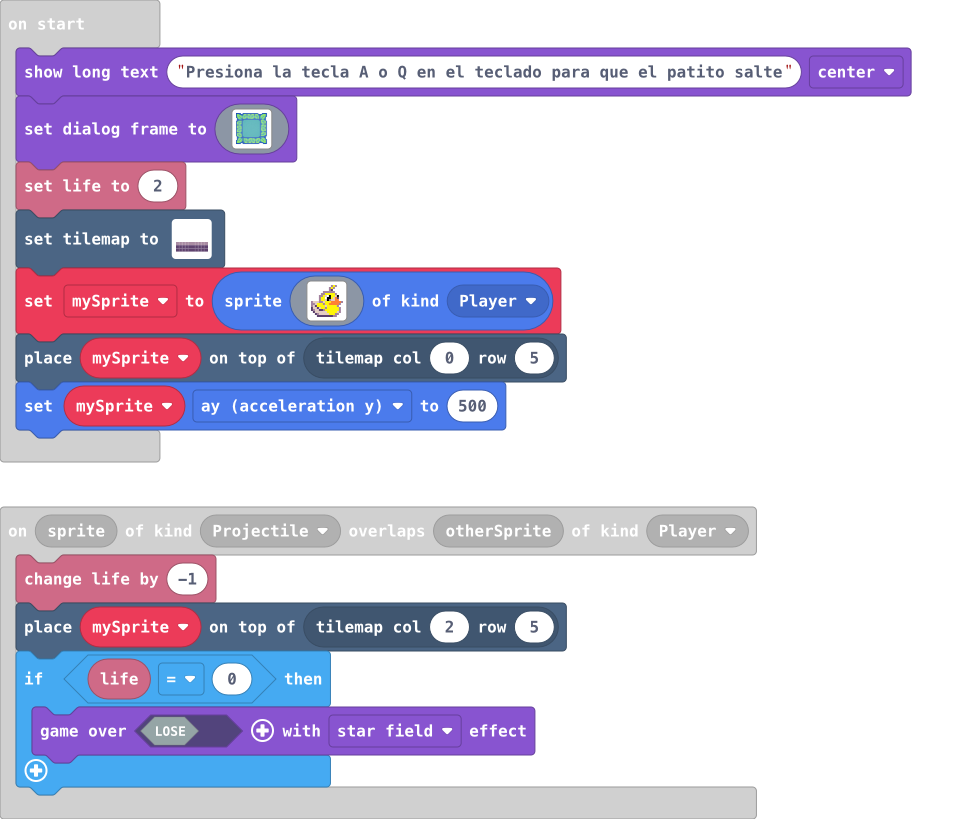 on start
show long text "Presiona la tecla A o Q en el teclado para que el patito salte" center
set dialog frame to
set life to 2
set tilemap to
set mySprite to sprite of kind Player
place mySprite on top of tilemap col 0 row 5
set mySprite ay (acceleration y) to 500
on sprite of kind Projectile overlaps otherSprite of kind Player
change life by −1
place mySprite on top of tilemap col 2 row 5
if life = 0 then
game over LOSE with star field effect